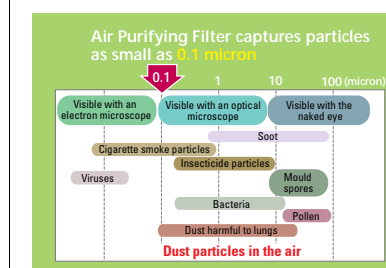 Air Purifying Filter captures particles
as small as 0.1 micron
0.1 1 10 100 (micron)
Visible with an
electron microscope
Visible with an optical
microscope
Visible with the
naked eye
Soot
Cigarette smoke particles
Insecticide particles
Viruses
Mould
spores
Bacteria
Pollen
Dust harmful to lungs
Dust particles in the air